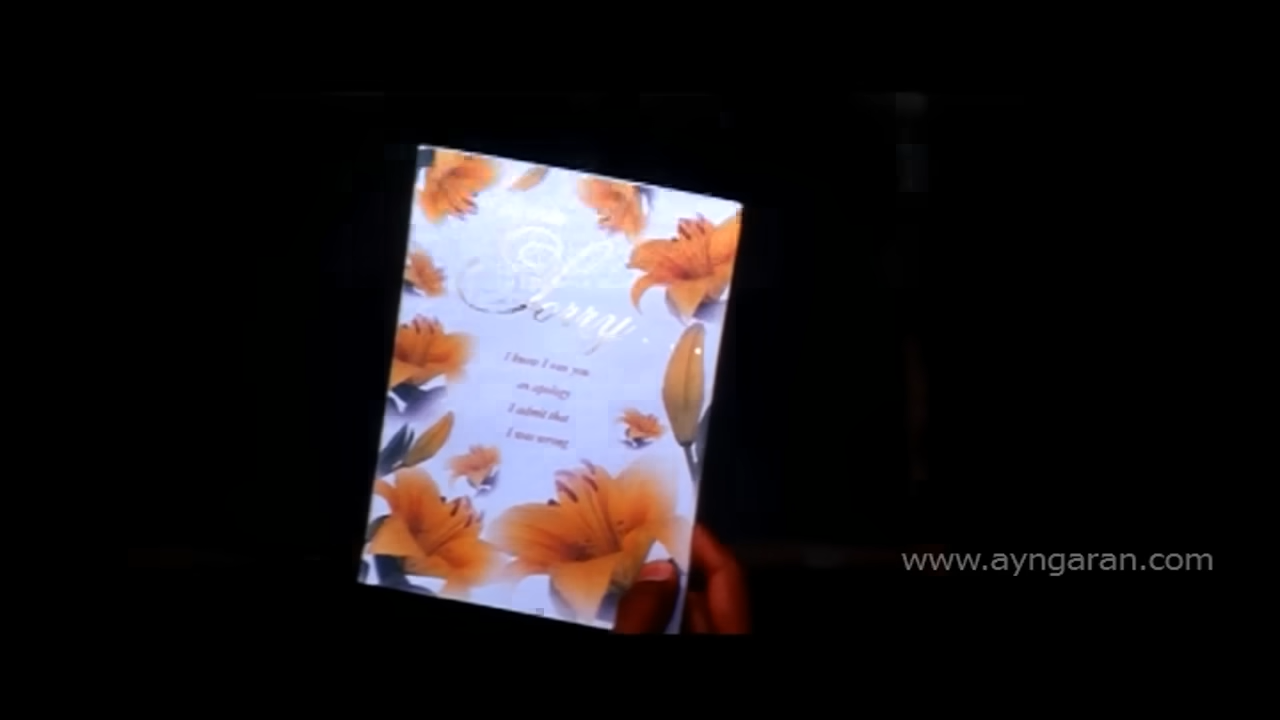 Sorry...
I know I owe you
an apology
I admit that
I was wrong
www.ayngaran.com